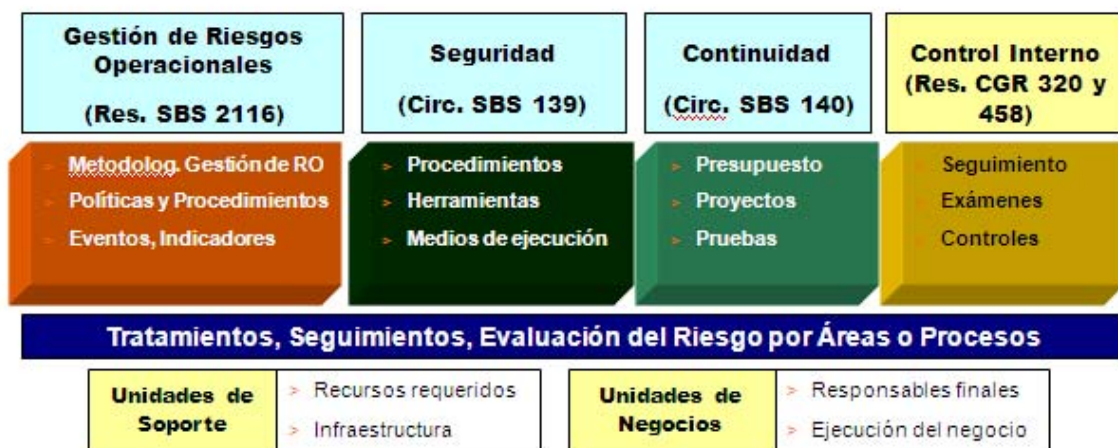 Gestión de Riesgos
Operacionales
(Res. SBS 2116)
Seguridad
(Circ. SBS 139)
Continuidad
(Circ. SBS 140)
Control Interno
(Res. CGR 320 y
458)
➢ Metodolog. Gestión de RO
➢ Políticas y Procedimientos
➢ Eventos, Indicadores
➢ Procedimientos
➢ Herramientas
➢ Medios de ejecución
➢ Presupuesto
➢ Proyectos
➢ Pruebas
➢ Seguimiento
➢ Exámenes
➢ Controles
Tratamientos, Seguimientos, Evaluación del Riesgo por Áreas o Procesos
Unidades de
Soporte
➢ Recursos requeridos
➢ Infraestructura
Unidades de
Negocios
➢ Responsables finales
➢ Ejecución del negocio